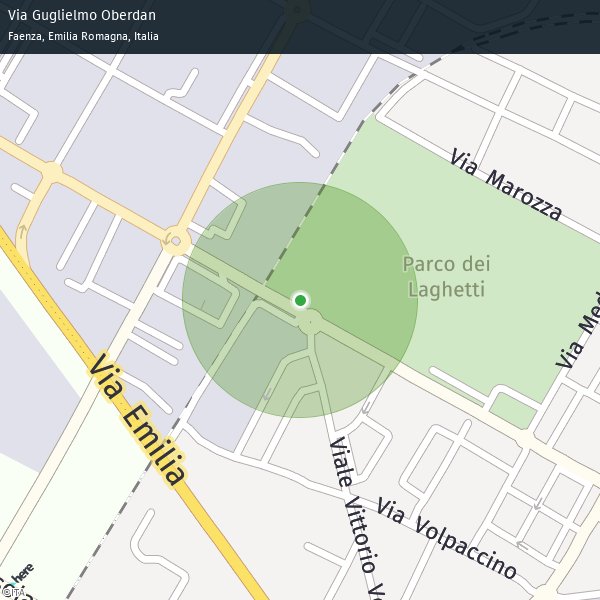 Via Guglielmo Oberdan
Faenza, Emilia Romagna, Italia
Via Marozza
Parco dei
Laghetti
Via Med
Via Emilia
Viale Vittorio Ve
Via Volpaccino
here